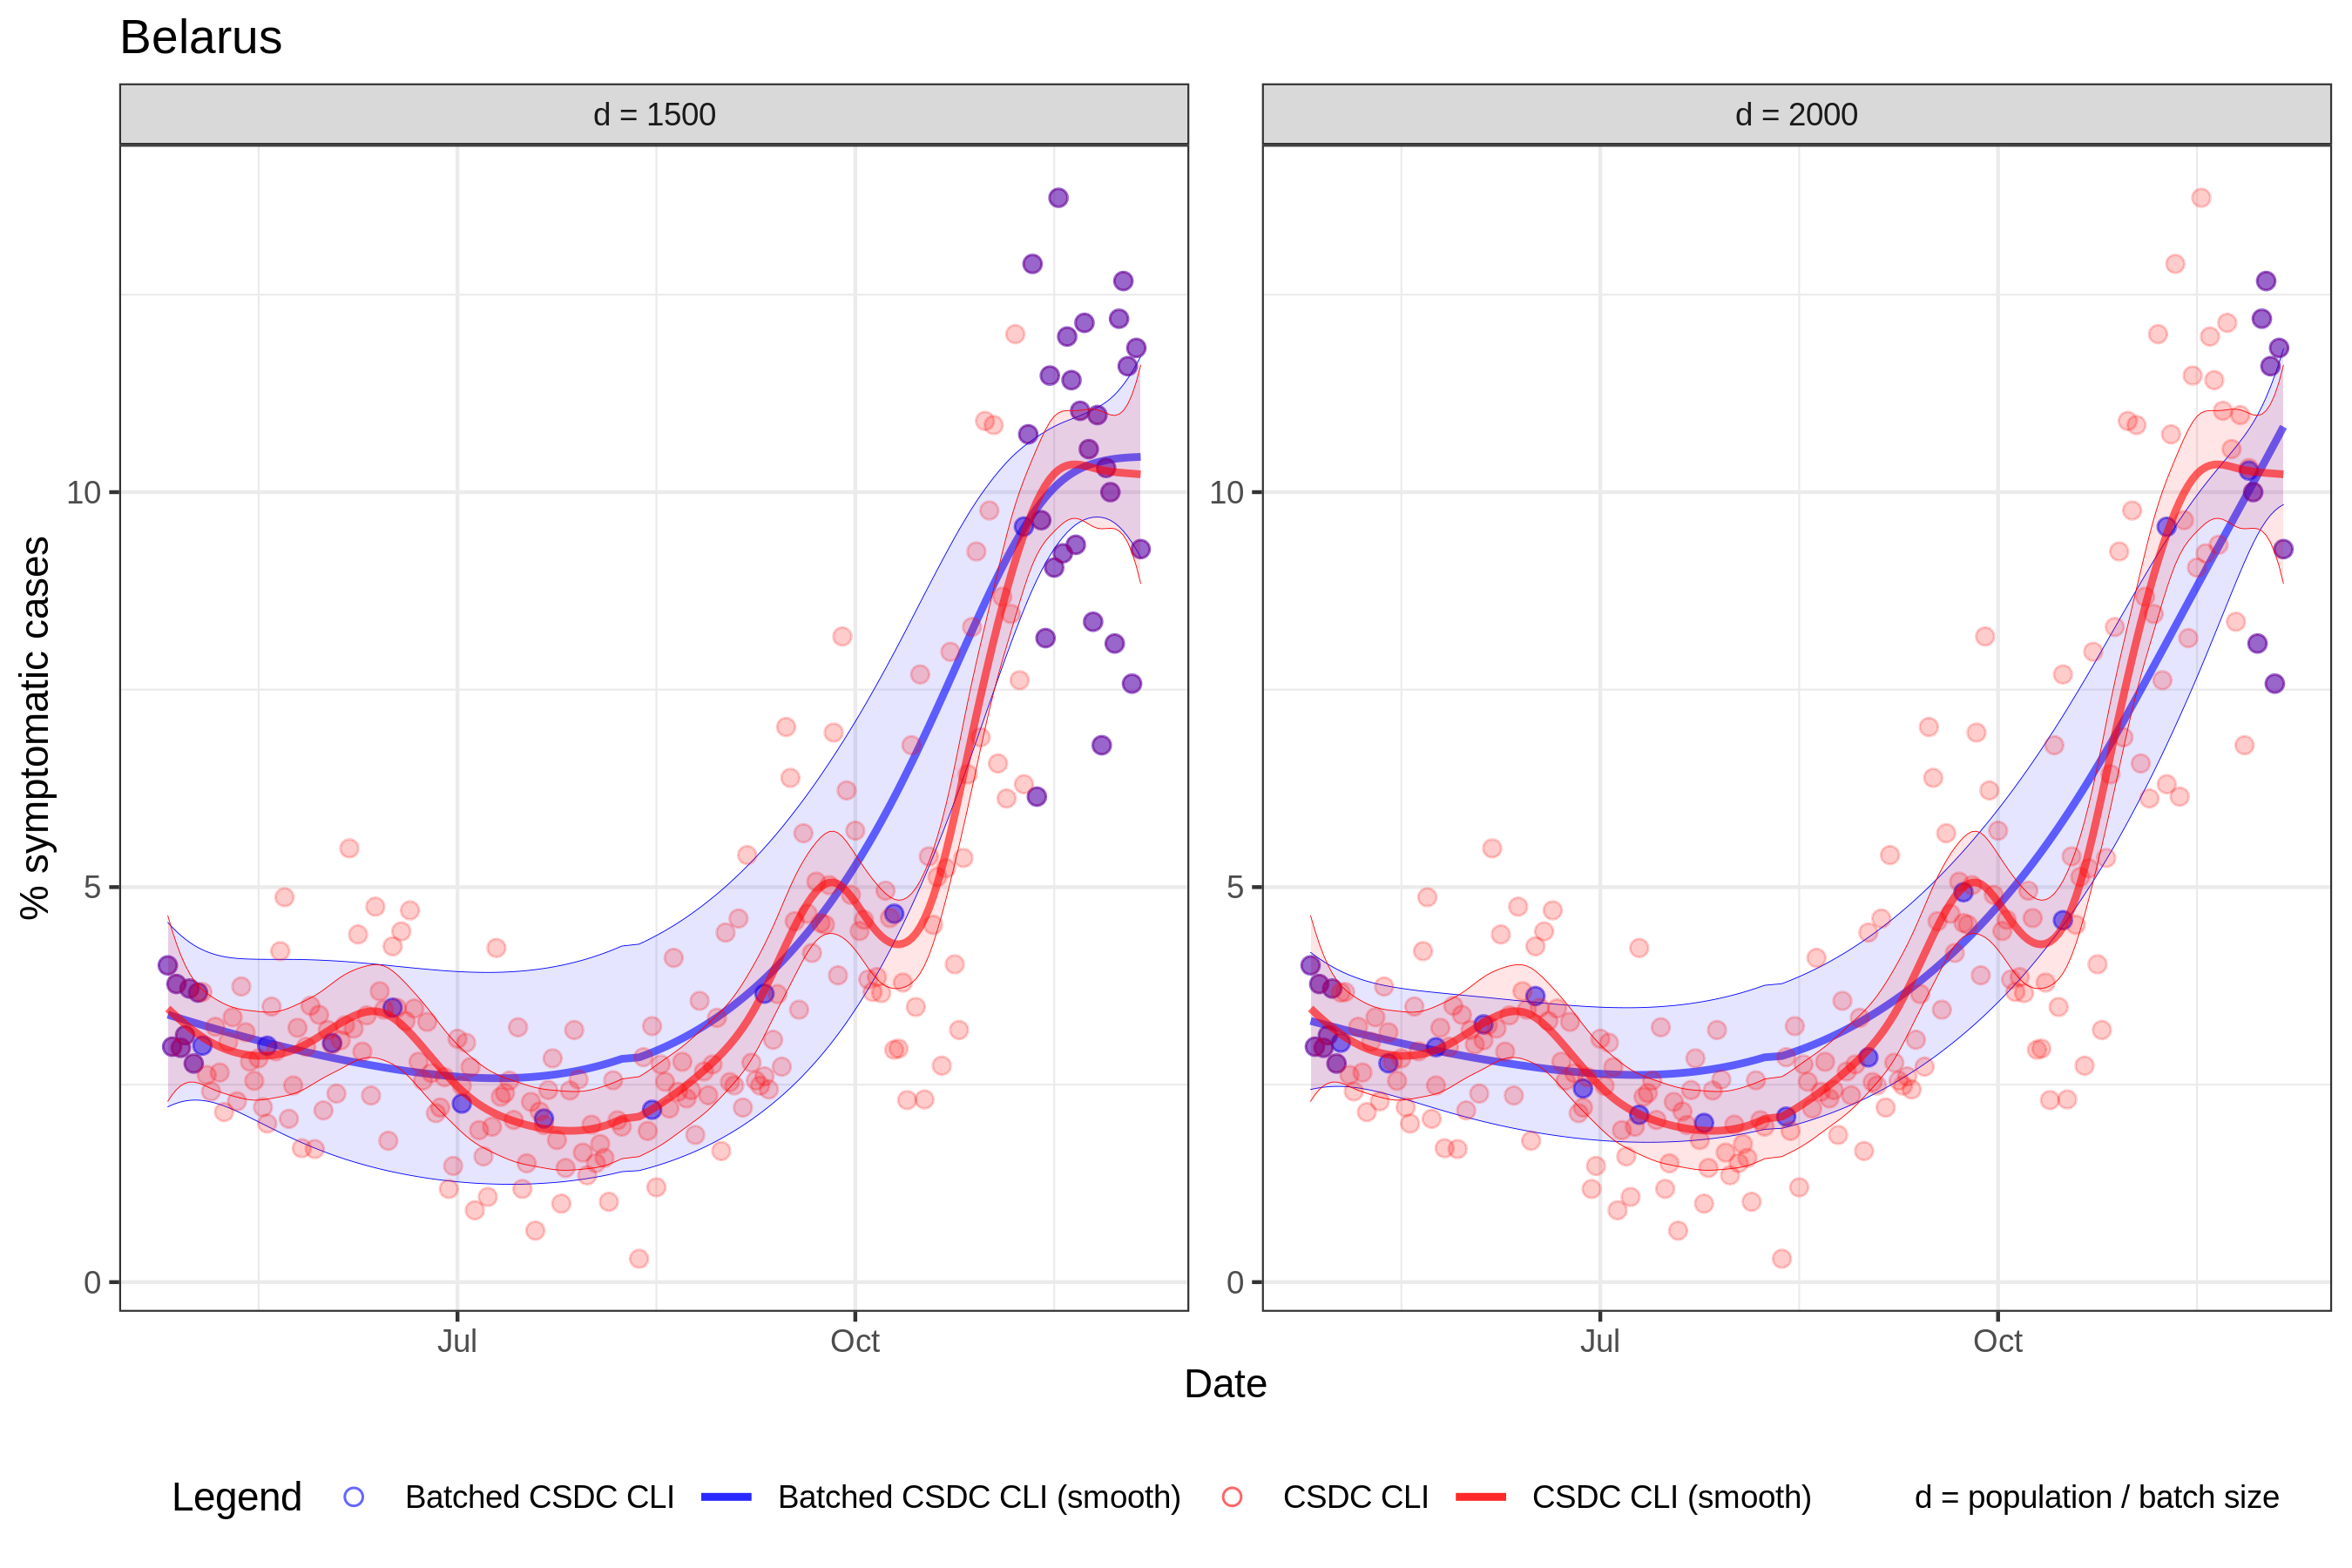 Belarus
d = 1500
d = 2000
% symptomatic cases
10
5
0
10
5
0
Jul
Oct
Jul
Oct
Date
Legend
Batched CSDC CLI
Batched CSDC CLI (smooth)
CSDC CLI
CSDC CLI (smooth)
d = population / batch size